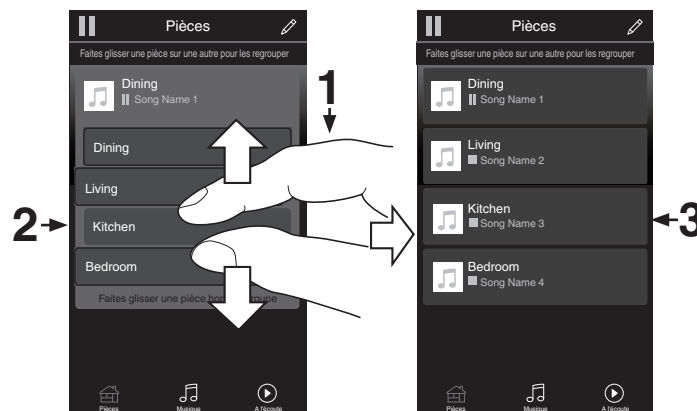 Pièces
Faites glisser une pièce sur une autre pour les regrouper
Dining
Song Name 1
Dining
Living
Kitchen
Bedroom
Faites glisser une pièce
Pièces
Musique
A l'écoute
1
2
Pièces
Faites glisser une pièce sur une autre pour les regrouper
Dining
Song Name 1
Living
Song Name 2
Kitchen
Song Name 3
Bedroom
Song Name 4
Pièces
Musique
A l'écoute
3